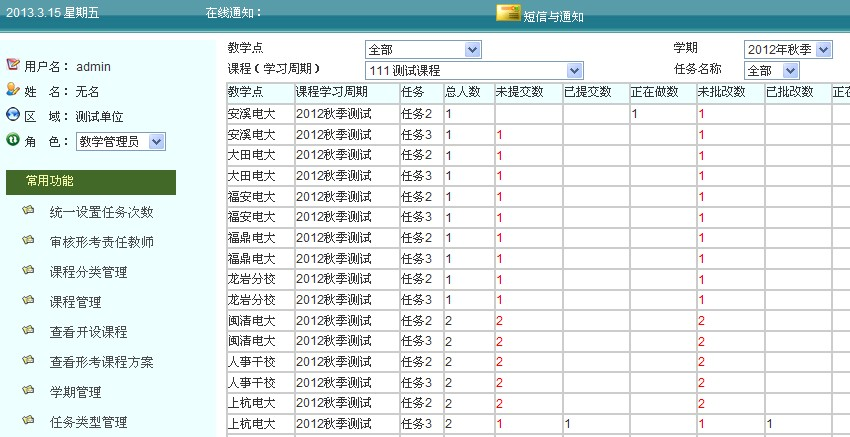 2013.3.15 星期五 在线通知： 短信与通知
用户名： admin
姓 名： 无名
区 域： 测试单位
角 色： 教学管理员
常用功能
统一设置任务次数
审核形考责任教师
课程分类管理
课程管理
查看开设课程
查看形考课程方案
学期管理
任务类型管理
教学点 全部 学期 2012年秋季
课程（学习周期） 111 测试课程 任务名称 全部
教学点 课程学习周期 任务 总人数 未提交数 已提交数 正在做数 未批改数 已批改数 正在
安溪电大 2012秋季测试 任务2 1 1 1
安溪电大 2012秋季测试 任务3 1 1 1
大田电大 2012秋季测试 任务2 1 1 1
大田电大 2012秋季测试 任务3 1 1 1
福安电大 2012秋季测试 任务2 1 1 1
福安电大 2012秋季测试 任务3 1 1 1
福鼎电大 2012秋季测试 任务2 1 1 1
福鼎电大 2012秋季测试 任务3 1 1 1
龙岩分校 2012秋季测试 任务2 1 1 1
龙岩分校 2012秋季测试 任务3 1 1 1
闽清电大 2012秋季测试 任务2 2 2 2
闽清电大 2012秋季测试 任务3 2 2 2
人事干校 2012秋季测试 任务2 2 2 2
人事干校 2012秋季测试 任务3 2 2 2
上杭电大 2012秋季测试 任务2 2 2 2
上杭电大 2012秋季测试 任务3 2 1 1 1 1